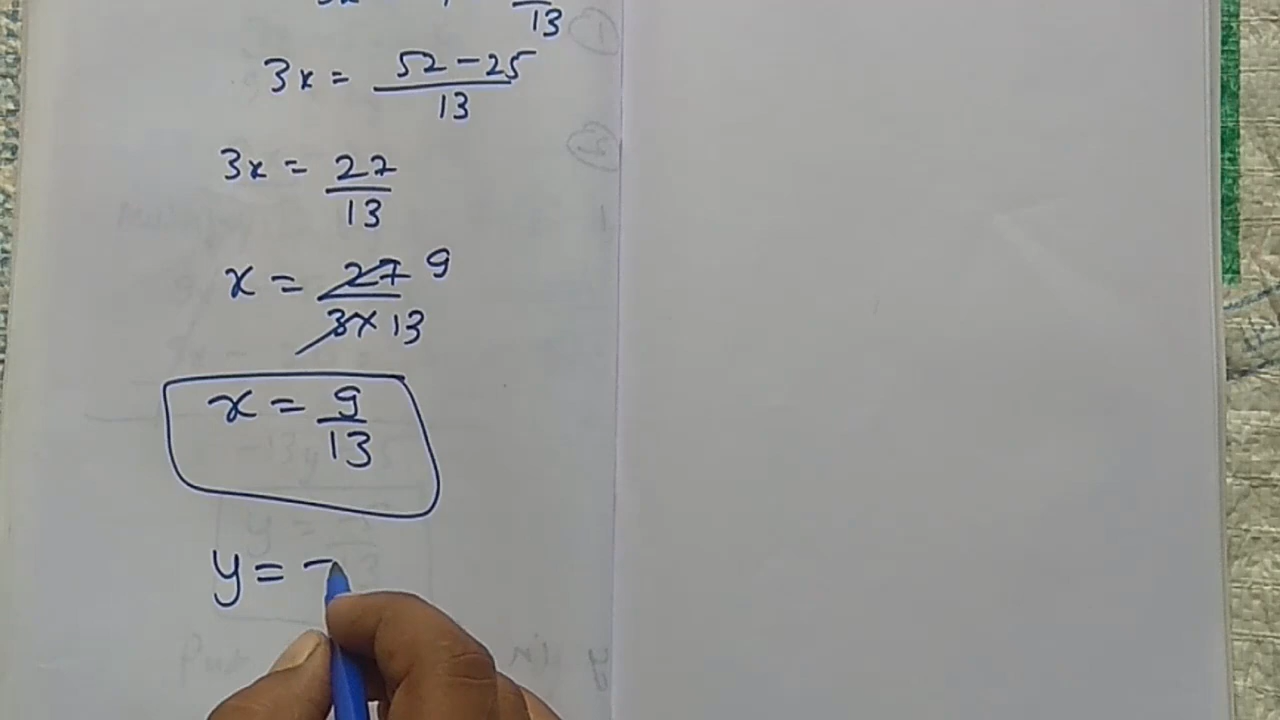 13
3x = 52 - 25 / 13
3x = 27 / 13
x = 27 9 / 3x 13
x = 9 / 13
y = -